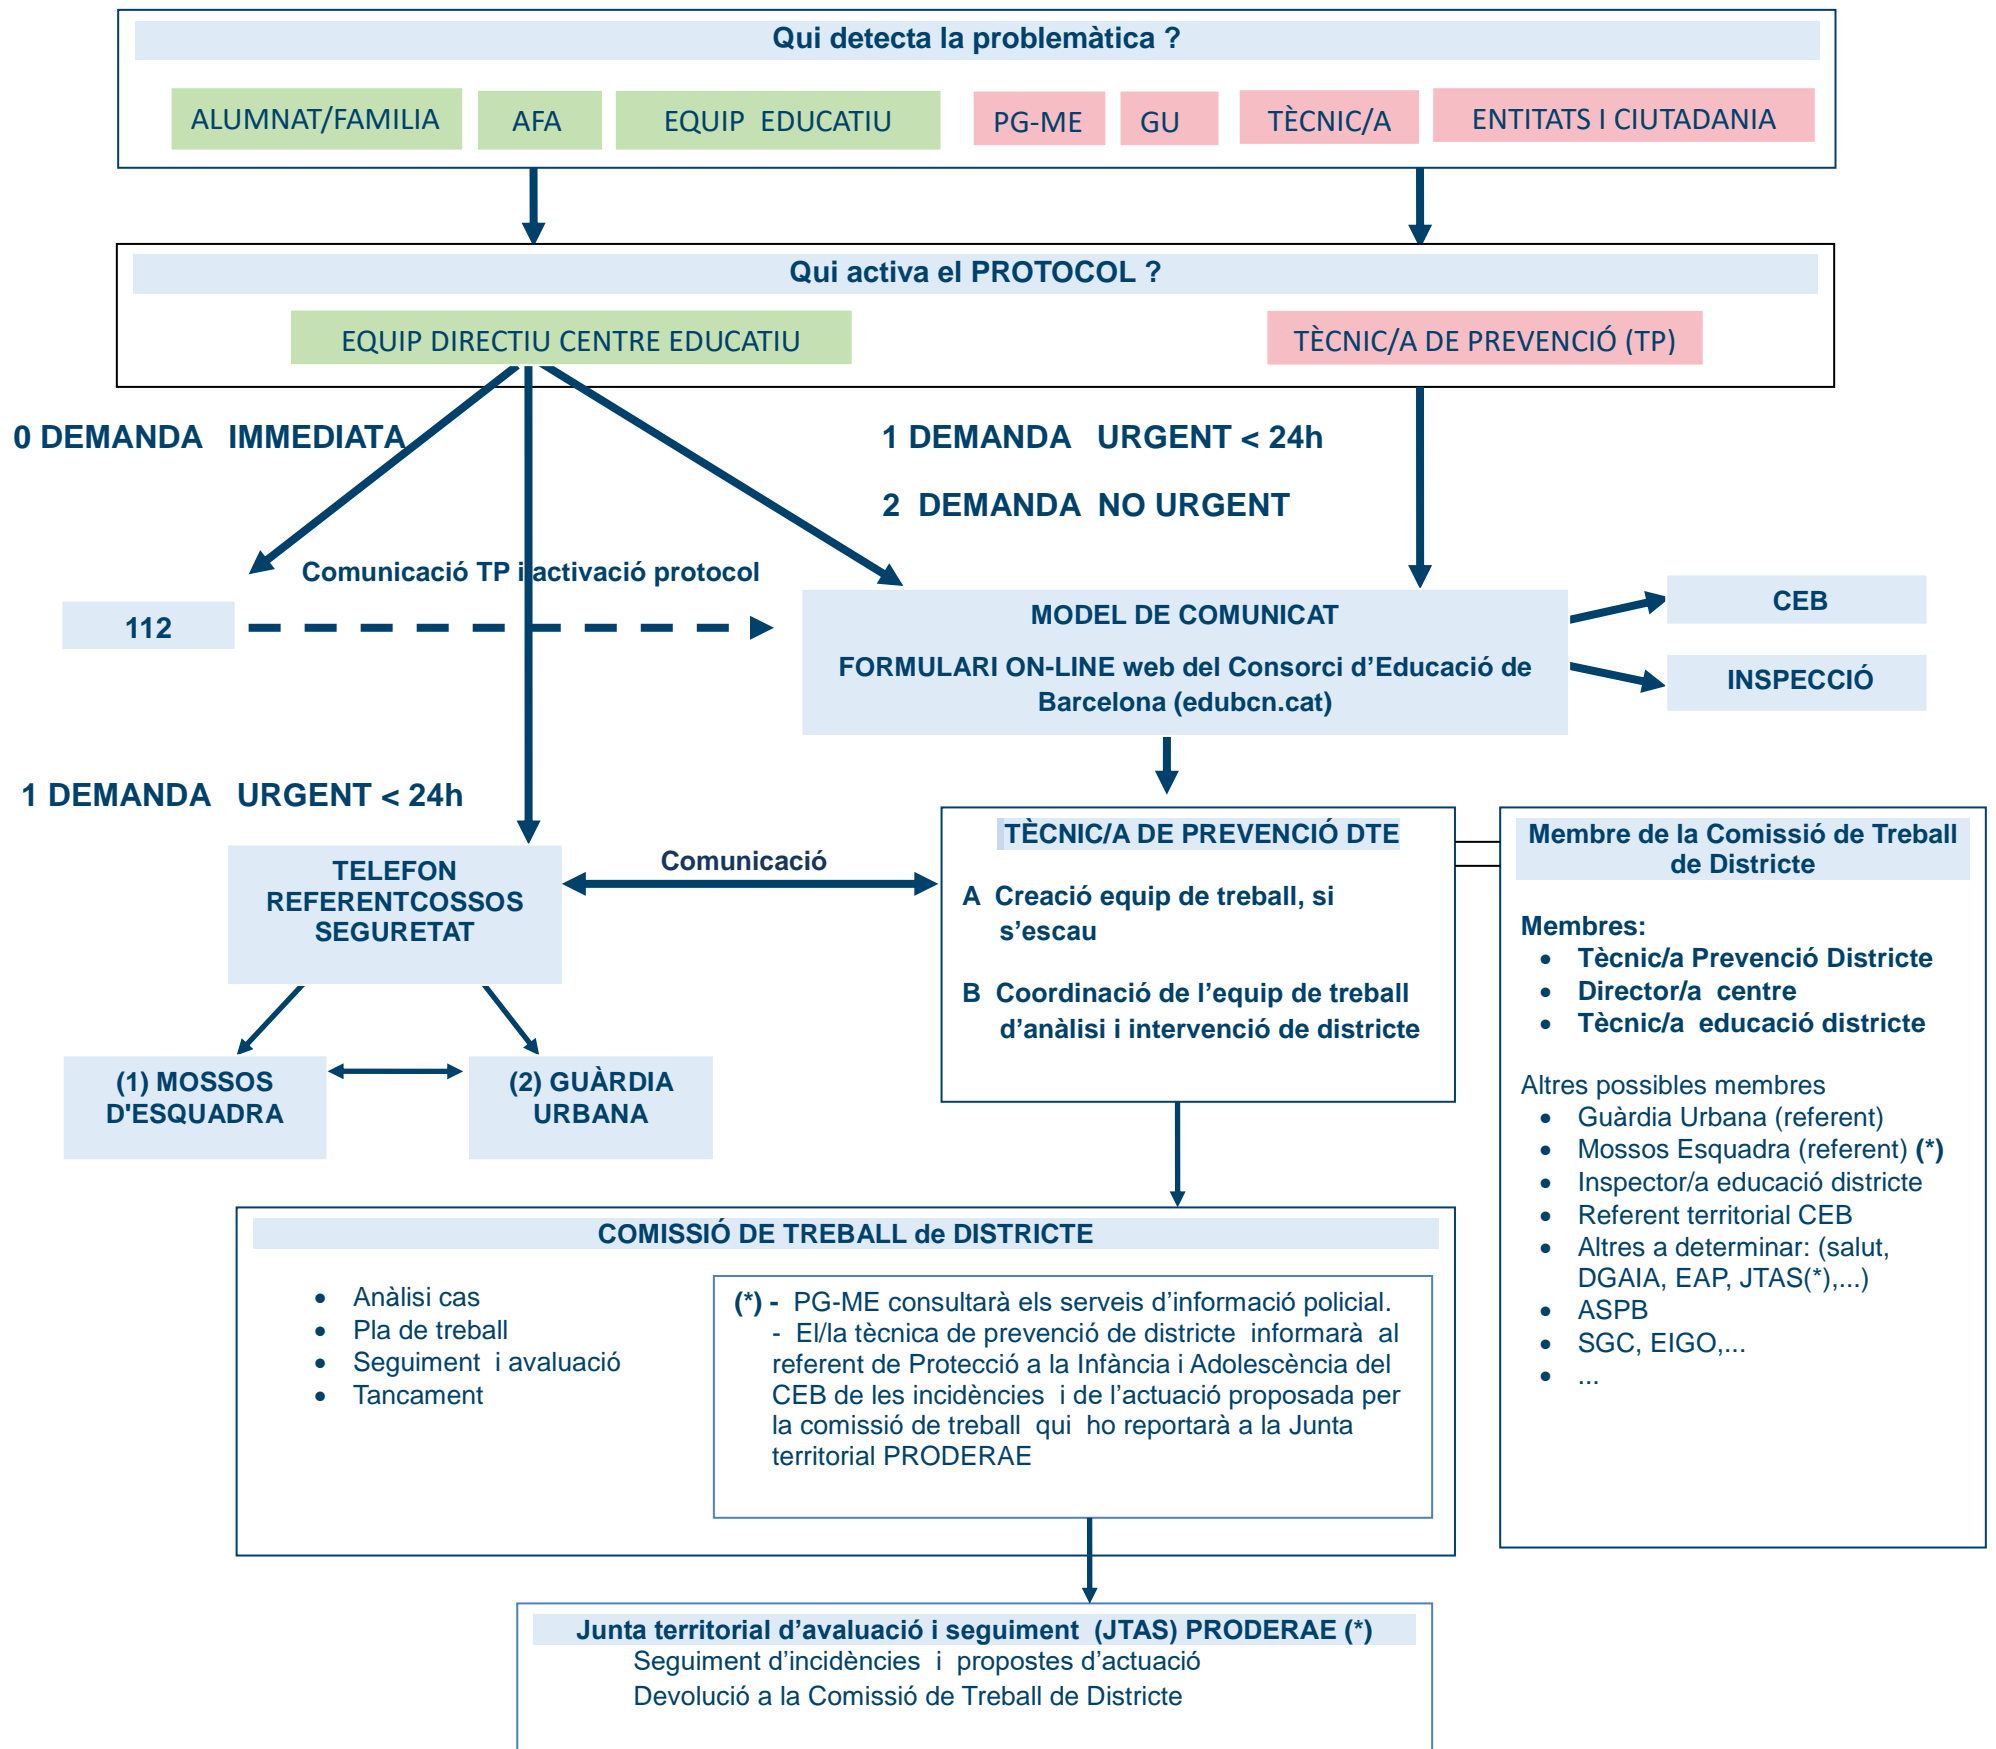 Qui detecta la problemàtica ?
ALUMNAT/FAMILIA
AFA
EQUIP EDUCATIU
PG-ME
GU
TÈCNIC/A
ENTITATS I CIUTADANIA
Qui activa el PROTOCOL ?
EQUIP DIRECTIU CENTRE EDUCATIU
TÈCNIC/A DE PREVENCIÓ (TP)
0 DEMANDA IMMEDIATA
1 DEMANDA URGENT < 24h
2 DEMANDA NO URGENT
Comunicació TP i activació protocol
112
MODEL DE COMUNICAT
FORMULARI ON-LINE web del Consorci d’Educació de
Barcelona (edubcn.cat)
CEB
INSPECCIÓ
1 DEMANDA URGENT < 24h
TELEFON
REFERENTCOSSOS
SEGURETAT
Comunicació
(1) MOSSOS
D'ESQUADRA
(2) GUÀRDIA
URBANA
TÈCNIC/A DE PREVENCIÓ DTE
A Creació equip de treball, si
s’escau
B Coordinació de l’equip de treball
d’anàlisi i intervenció de districte
Membre de la Comissió de Treball
de Districte
Membres:
• Tècnic/a Prevenció Districte
• Director/a centre
• Tècnic/a educació districte
Altres possibles membres
• Guàrdia Urbana (referent)
• Mossos Esquadra (referent) (*)
• Inspector/a educació districte
• Referent territorial CEB
• Altres a determinar: (salut,
DGAIA, EAP, JTAS(*),...)
• ASPB
• SGC, EIGO,...
• ...
COMISSIÓ DE TREBALL de DISTRICTE
• Anàlisi cas
• Pla de treball
• Seguiment i avaluació
• Tancament
(*) - PG-ME consultarà els serveis d’informació policial.
- El/la tècnica de prevenció de districte informarà al
referent de Protecció a la Infància i Adolescència del
CEB de les incidències i de l’actuació proposada per
la comissió de treball qui ho reportarà a la Junta
territorial PRODERAE
Junta territorial d’avaluació i seguiment (JTAS) PRODERAE (*)
Seguiment d’incidències i propostes d’actuació
Devolució a la Comissió de Treball de Districte